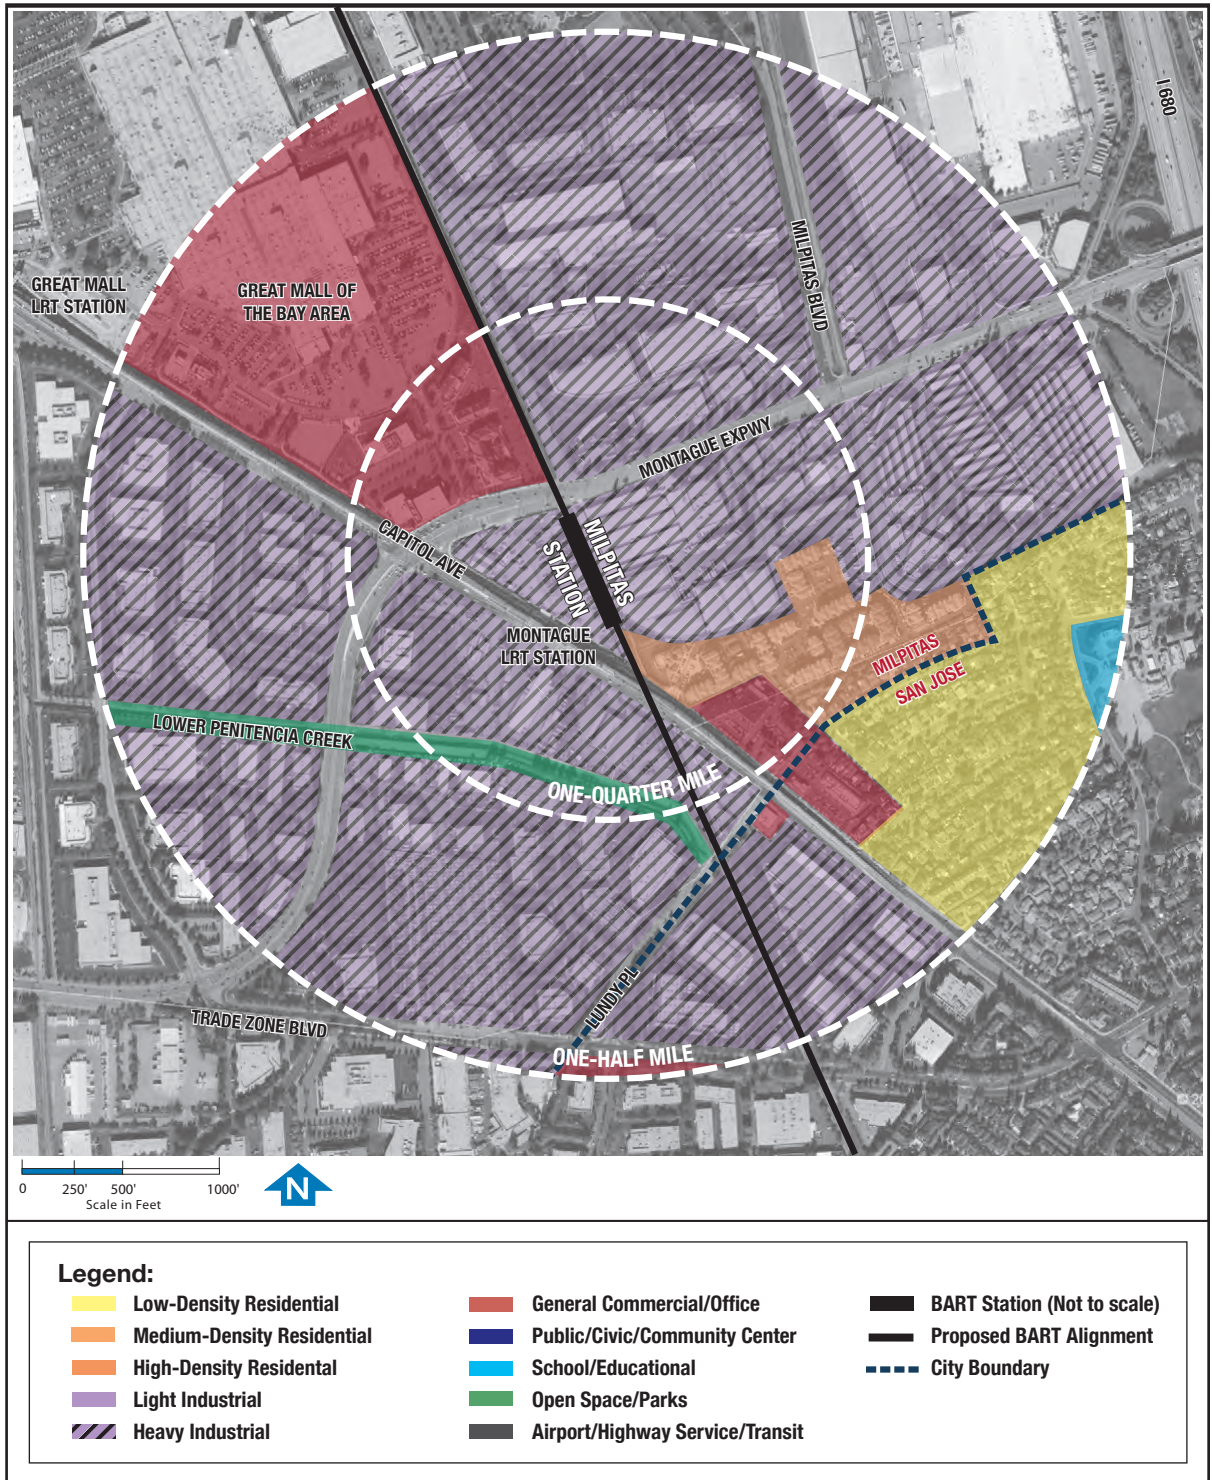 I 680
MILPITAS BLVD
GREAT MALL
LRT STATION
GREAT MALL OF
THE BAY AREA
MONTAGUE EXPWY
CAPITOL AVE
MILPITAS
STATION
MONTAGUE
LRT STATION
MILPITAS
SAN JOSE
LOWER PENITENCIA CREEK
ONE-QUARTER MILE
LUNDY PL
TRADE ZONE BLVD
ONE-HALF MILE
0 250' 500' 1000'
Scale in Feet
N
Legend:
Low-Density Residential
Medium-Density Residential
High-Density Residental
Light Industrial
Heavy Industrial
General Commercial/Office
Public/Civic/Community Center
School/Educational
Open Space/Parks
Airport/Highway Service/Transit
BART Station (Not to scale)
Proposed BART Alignment
City Boundary